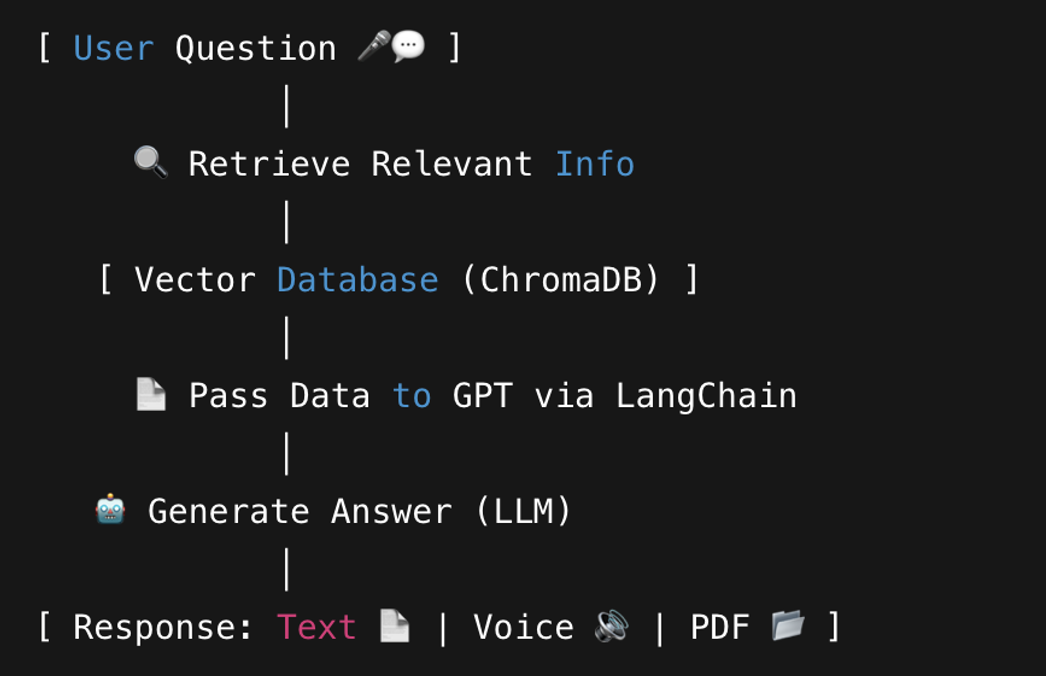 [ User Question 🎤💬 ]
│
🔍 Retrieve Relevant Info
│
[ Vector Database (ChromaDB) ]
│
📄 Pass Data to GPT via LangChain
│
🤖 Generate Answer (LLM)
│
[ Response: Text 📄 | Voice 🔊 | PDF 📂 ]